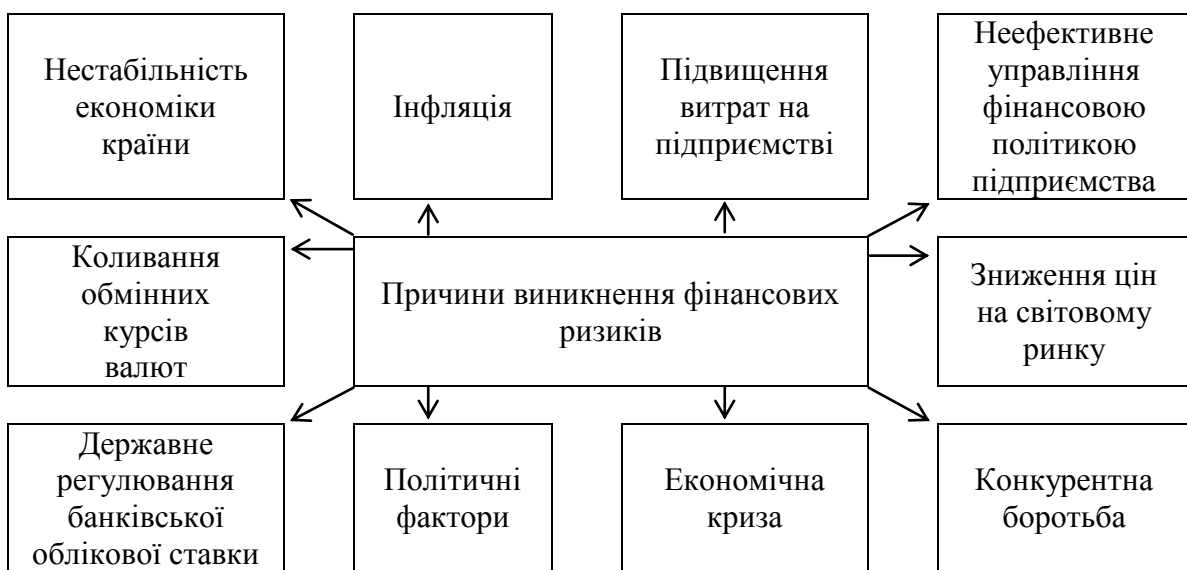 Нестабільність
економіки
країни
Інфляція
Підвищення
витрат на
підприємстві
Неефективне
управління
фінансовою
політикою
підприємства
Коливання
обмінних
курсів
валют
Причини виникнення фінансових
ризиків
Зниження цін
на світовому
ринку
Державне
регулювання
банківської
облікової ставки
Політичні
фактори
Економічна
криза
Конкурентна
боротьба